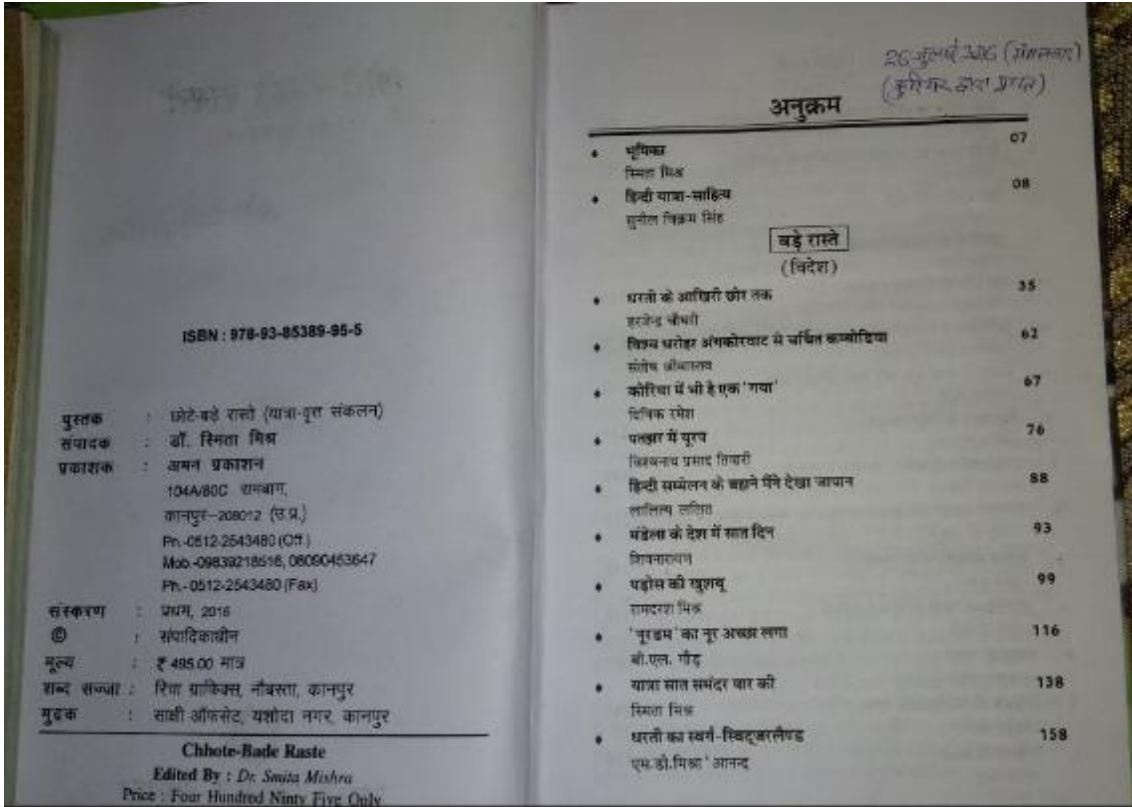 ISBN : 978-93-85389-95-5
पुस्तक : छोटे-बड़े रास्ते (यात्रा-वृत्त संकलन)
संपादक : डॉ. स्मिता मिश्र
प्रकाशक : अमन प्रकाशन
104A/80C रामबाग,
कानपुर-208012 (उ.प्र.)
Ph.-0512-2543480 (Off.)
Mob.-09839218516, 08090453647
Ph.- 0512-2543480 (Fax)
संस्करण : प्रथम, 2016
© : संपादिकाधीन
मूल्य : ₹ 495.00 मात्र
शब्द सज्जा : रिचा ग्राफिक्स, नौबस्ता, कानपुर
मुद्रक : साक्षी ऑफसेट, यशोदा नगर, कानपुर
Chhote-Bade Raste
Edited By : Dr. Smita Mishra
Price : Four Hundred Ninty Five Only
26 जुलाई 2016 (मंगलवार)
(कुरियर द्वारा प्राप्त)
अनुक्रम
♦ भूमिका 07
स्मिता मिश्र
♦ हिन्दी यात्रा-साहित्य 08
सुनील विक्रम सिंह
बड़े रास्ते
(विदेश)
♦ धरती के आखिरी छोर तक 35
हरजेन्द्र चौधरी
♦ विश्व धरोहर अंगकोरवाट से चर्चित कम्बोडिया 62
संतोष श्रीवास्तव
♦ कोरिया में भी है एक 'गया' 67
दिविक रमेश
♦ पतझर में यूरप 76
विश्वनाथ प्रसाद तिवारी
♦ हिन्दी सम्मेलन के बहाने मैंने देखा जापान 88
लालित्य ललित
♦ मंडेला के देश में सात दिन 93
शिवनारायण
♦ पड़ोस की खुशबू 99
रामदरश मिश्र
♦ 'नूरडम' का नूर अच्छा लगा 116
बी.एल. गौड़
♦ यात्रा सात समंदर पार की 138
स्मिता मिश्र
♦ धरती का स्वर्ग-स्विट्जरलैण्ड 158
एम.डी.मिश्रा 'आनन्द